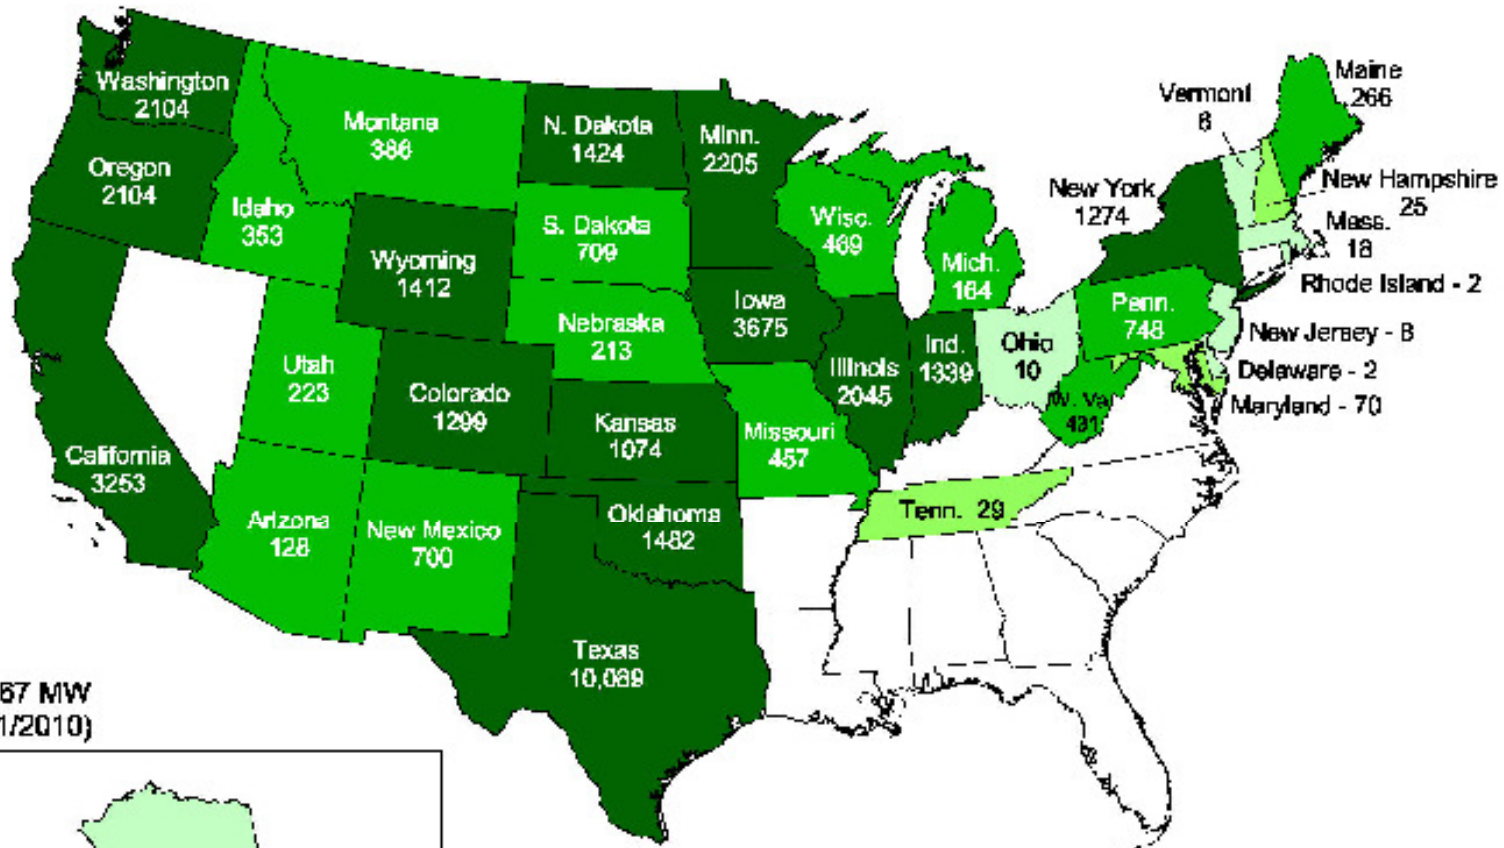 Washington
2104
Oregon
2104
California
3253
Idaho
353
Montana
386
Wyoming
1412
Utah
223
Colorado
1299
Arizona
128
New Mexico
700
N. Dakota
1424
S. Dakota
709
Nebraska
213
Kansas
1074
Oklahoma
1482
Texas
10,089
Minn.
2205
Iowa
3675
Missouri
457
Wisc.
469
Illinois
2045
Mich.
164
Ind.
1339
Ohio
10
W. Va
431
Tenn. 29
Penn.
748
New York
1274
Vermont
6
Maine
266
New Hampshire
25
Mass.
18
Rhode Island - 2
New Jersey - 8
Delaware - 2
Maryland - 70
67 MW
1/2010)